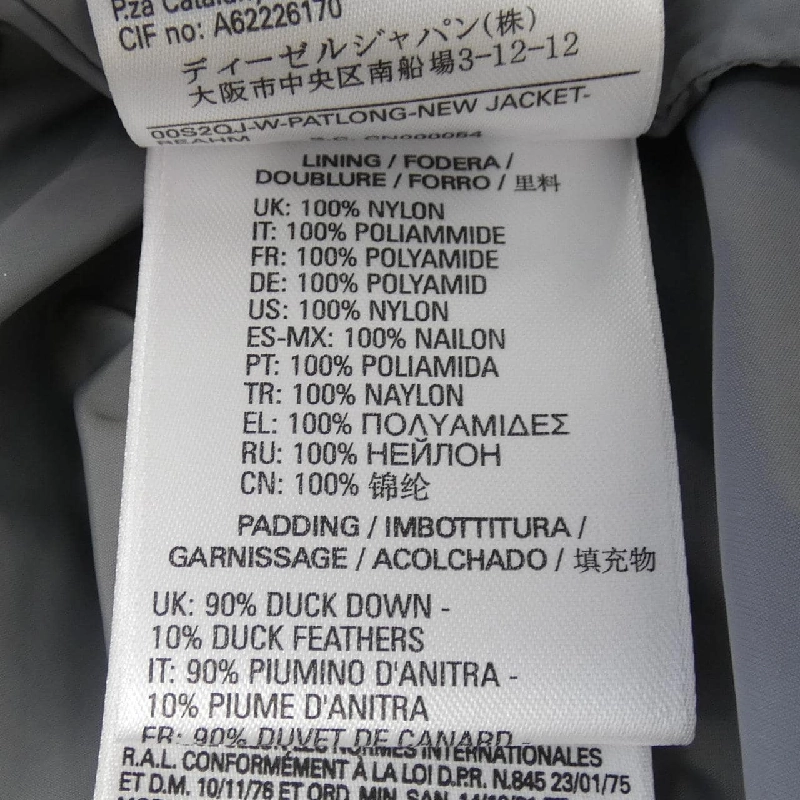 P.za
CIF no: A62226170
ディーゼルジャパン(株)
大阪市中央区南船場3-12-12
00S2QJ-W-PATLONG-NEW JACKET-
LINING / FODERA /
DOUBLURE / FORRO / 里料
UK: 100% NYLON
IT: 100% POLIAMMIDE
FR: 100% POLYAMIDE
DE: 100% POLYAMID
US: 100% NYLON
ES-MX: 100% NAILON
PT: 100% POLIAMIDA
TR: 100% NAYLON
EL: 100% ΠΟΛΥΑΜΙΔΕΣ
RU: 100% НЕЙЛОН
CN: 100% 锦纶
PADDING / IMBOTTITURA /
GARNISSAGE / ACOLCHADO / 填充物
UK: 90% DUCK DOWN -
10% DUCK FEATHERS
IT: 90% PIUMINO D'ANITRA -
10% PIUME D'ANITRA
FR: 90% DUVET DE CANARD -
NORMES INTERNATIONALES
R.A.L. CONFORMÉMENT À LA LOI D.P.R. N.845 23/01/75
ET D.M. 10/11/76 ET ORD. MIN. SAN.